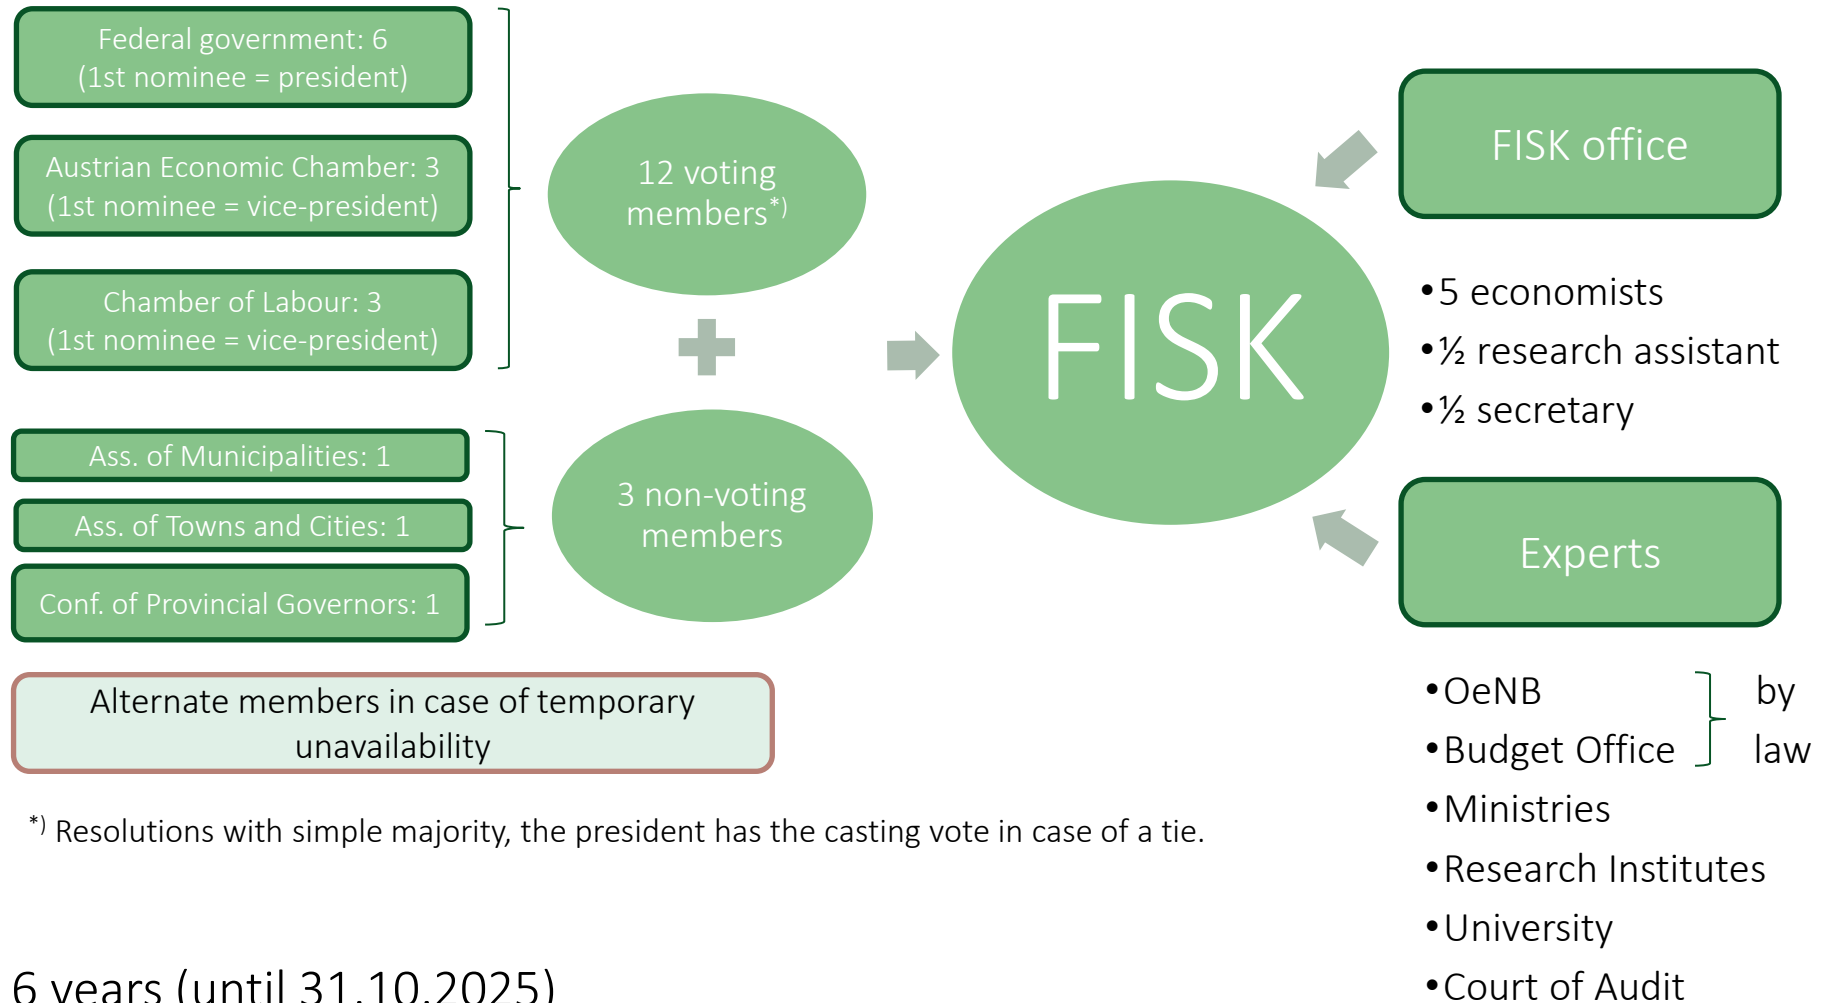 Federal government: 6
(1st nominee = president)
Austrian Economic Chamber: 3
(1st nominee = vice-president)
Chamber of Labour: 3
(1st nominee = vice-president)
Ass. of Municipalities: 1
Ass. of Towns and Cities: 1
Conf. of Provincial Governors: 1
12 voting
members*)
3 non-voting
members
FISK
FISK office
•5 economists
•½ research assistant
•½ secretary
Experts
•OeNB
•Budget Office
by
law
•Ministries
•Research Institutes
•University
•Court of Audit
Alternate members in case of temporary
unavailability
*) Resolutions with simple majority, the president has the casting vote in case of a tie.
6 years (until 31.10.2025)